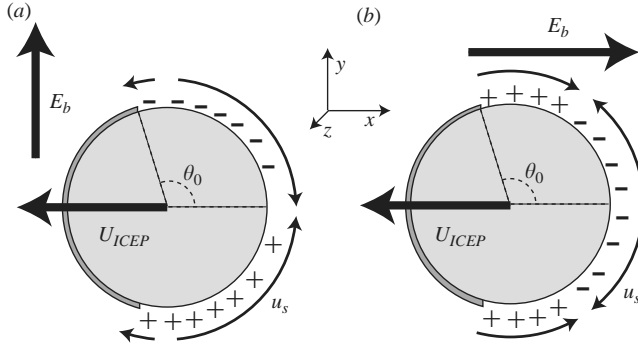 (a)
E_b
θ_0
U_ICEP
- - - - - - -
+ + + + + + +
u_s
y
x
z
(b)
E_b
+ + + + +
θ_0
U_ICEP
- - - - - - - - - -
+ + + + +
u_s